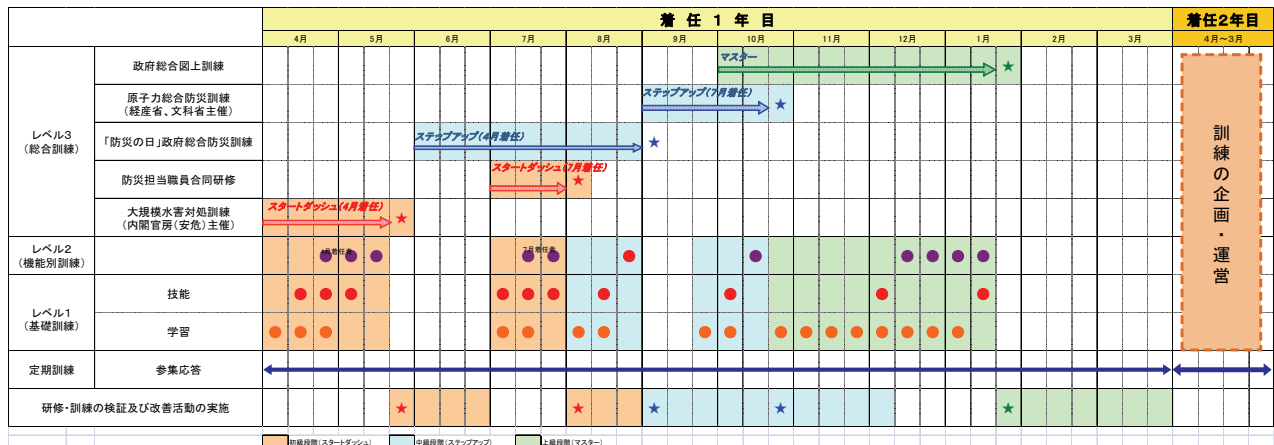 着任1年目
着任2年目
4月
5月
6月
7月
8月
9月
10月
11月
12月
1月
2月
3月
4月～3月
レベル3
(総合訓練)
政府総合図上訓練
マスター
原子力総合防災訓練
(経産省、文科省主催)
ステップアップ(7月着任)
「防災の日」政府総合防災訓練
ステップアップ(4月着任)
防災担当職員合同研修
スタートダッシュ(7月着任)
大規模水害対処訓練
(内閣官房(安危)主催)
スタートダッシュ(4月着任)
訓練の企画・運営
レベル2
(機能別訓練)
4月着任者
7月着任者
レベル1
(基礎訓練)
技能
学習
定期訓練
参集応答
研修・訓練の検証及び改善活動の実施
初級段階(スタートダッシュ)
中級段階(ステップアップ)
上級段階(マスター)